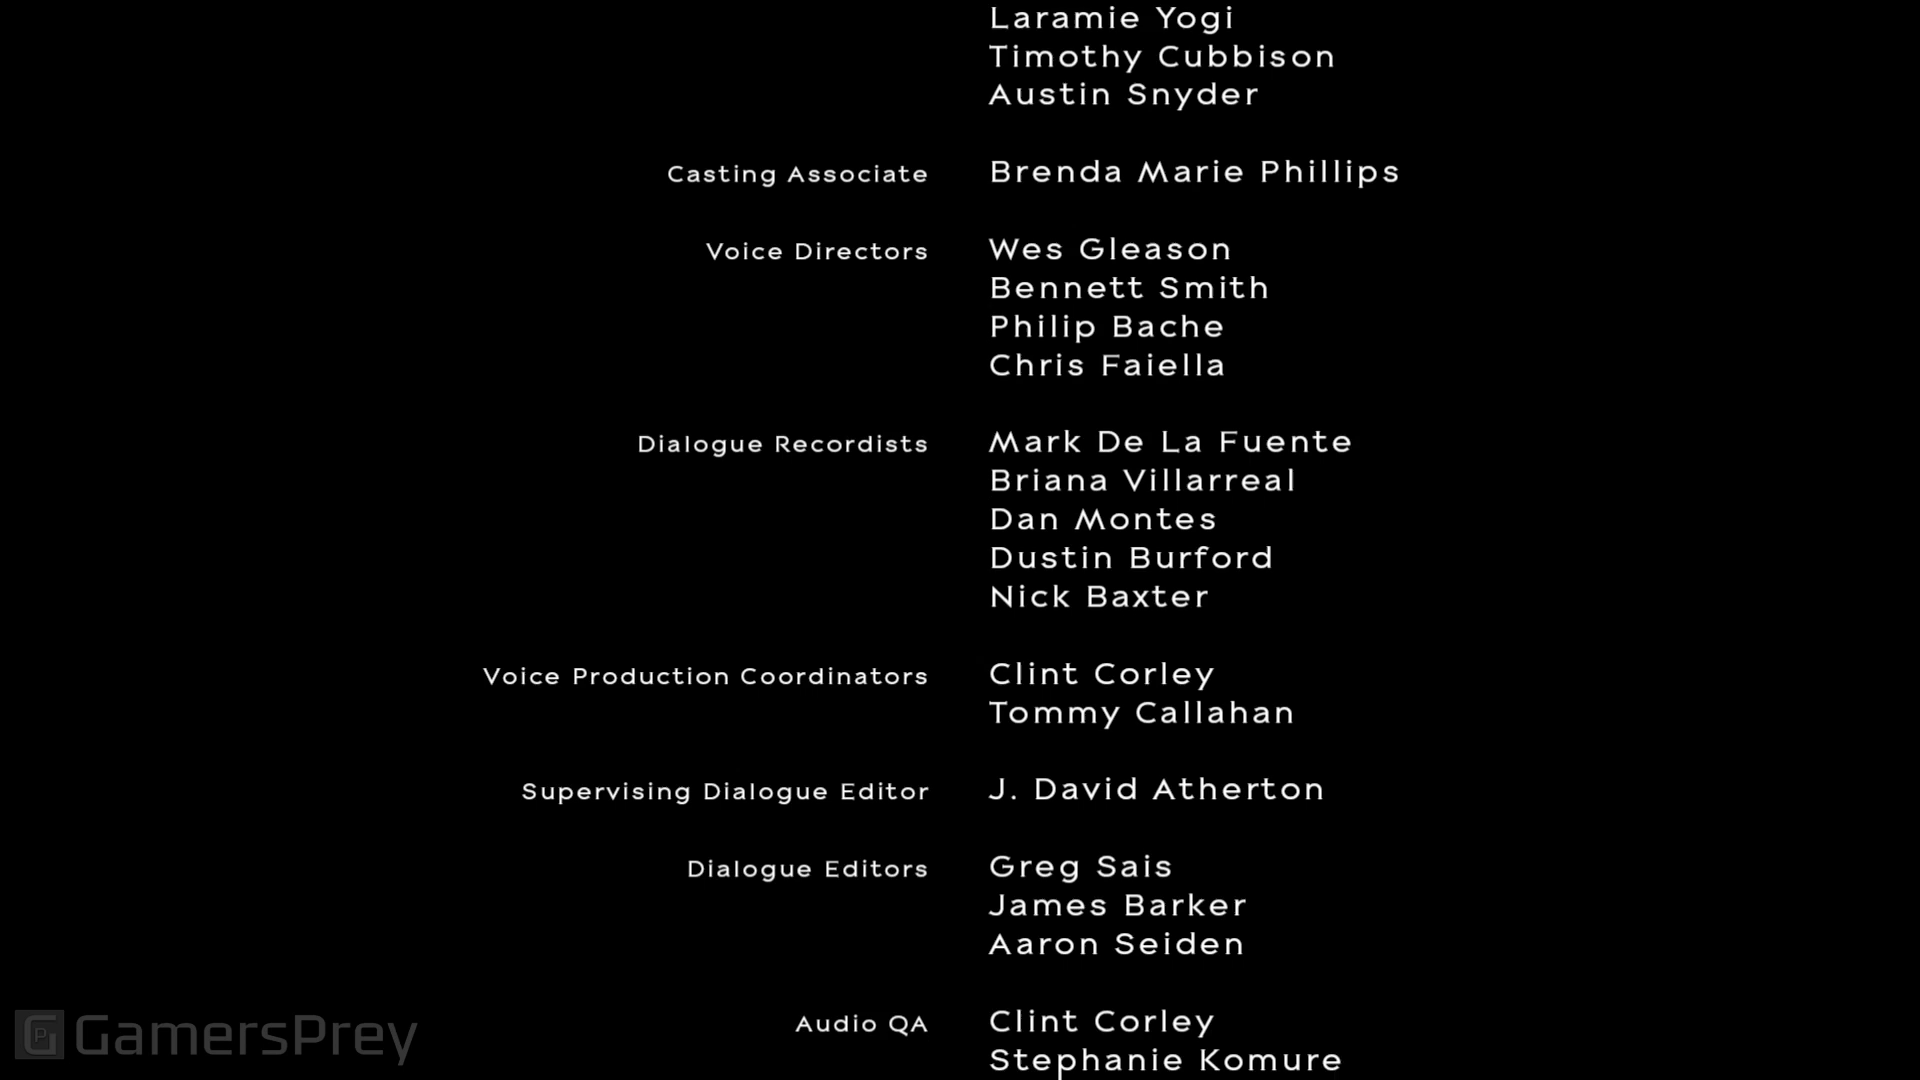 Laramie Yogi
Timothy Cubbison
Austin Snyder
Casting Associate Brenda Marie Phillips
Voice Directors Wes Gleason
Bennett Smith
Philip Bache
Chris Faiella
Dialogue Recordists Mark De La Fuente
Briana Villarreal
Dan Montes
Dustin Burford
Nick Baxter
Voice Production Coordinators Clint Corley
Tommy Callahan
Supervising Dialogue Editor J. David Atherton
Dialogue Editors Greg Sais
James Barker
Aaron Seiden
Audio QA Clint Corley
Stephanie Komure
GamersPrey